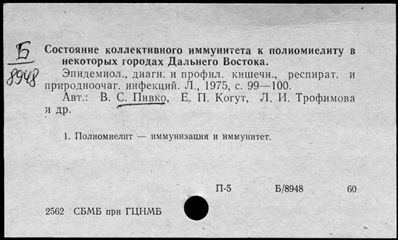 Б
8948
Состояние коллективного иммунитета к полиомиелиту в
некоторых городах Дальнего Востока.
Эпидемиол., диагн. и профил. кишечн., респират. и
природноочаг. инфекций. Л., 1975, с. 99—100.
Авт.: В. С. Пивко, Е. П. Когут, Л. И. Трофимова
и др.
1. Полиомиелит — иммунизация и иммунитет.
П-5 Б/8948 60
2562 СБМБ при ГЦНМБ